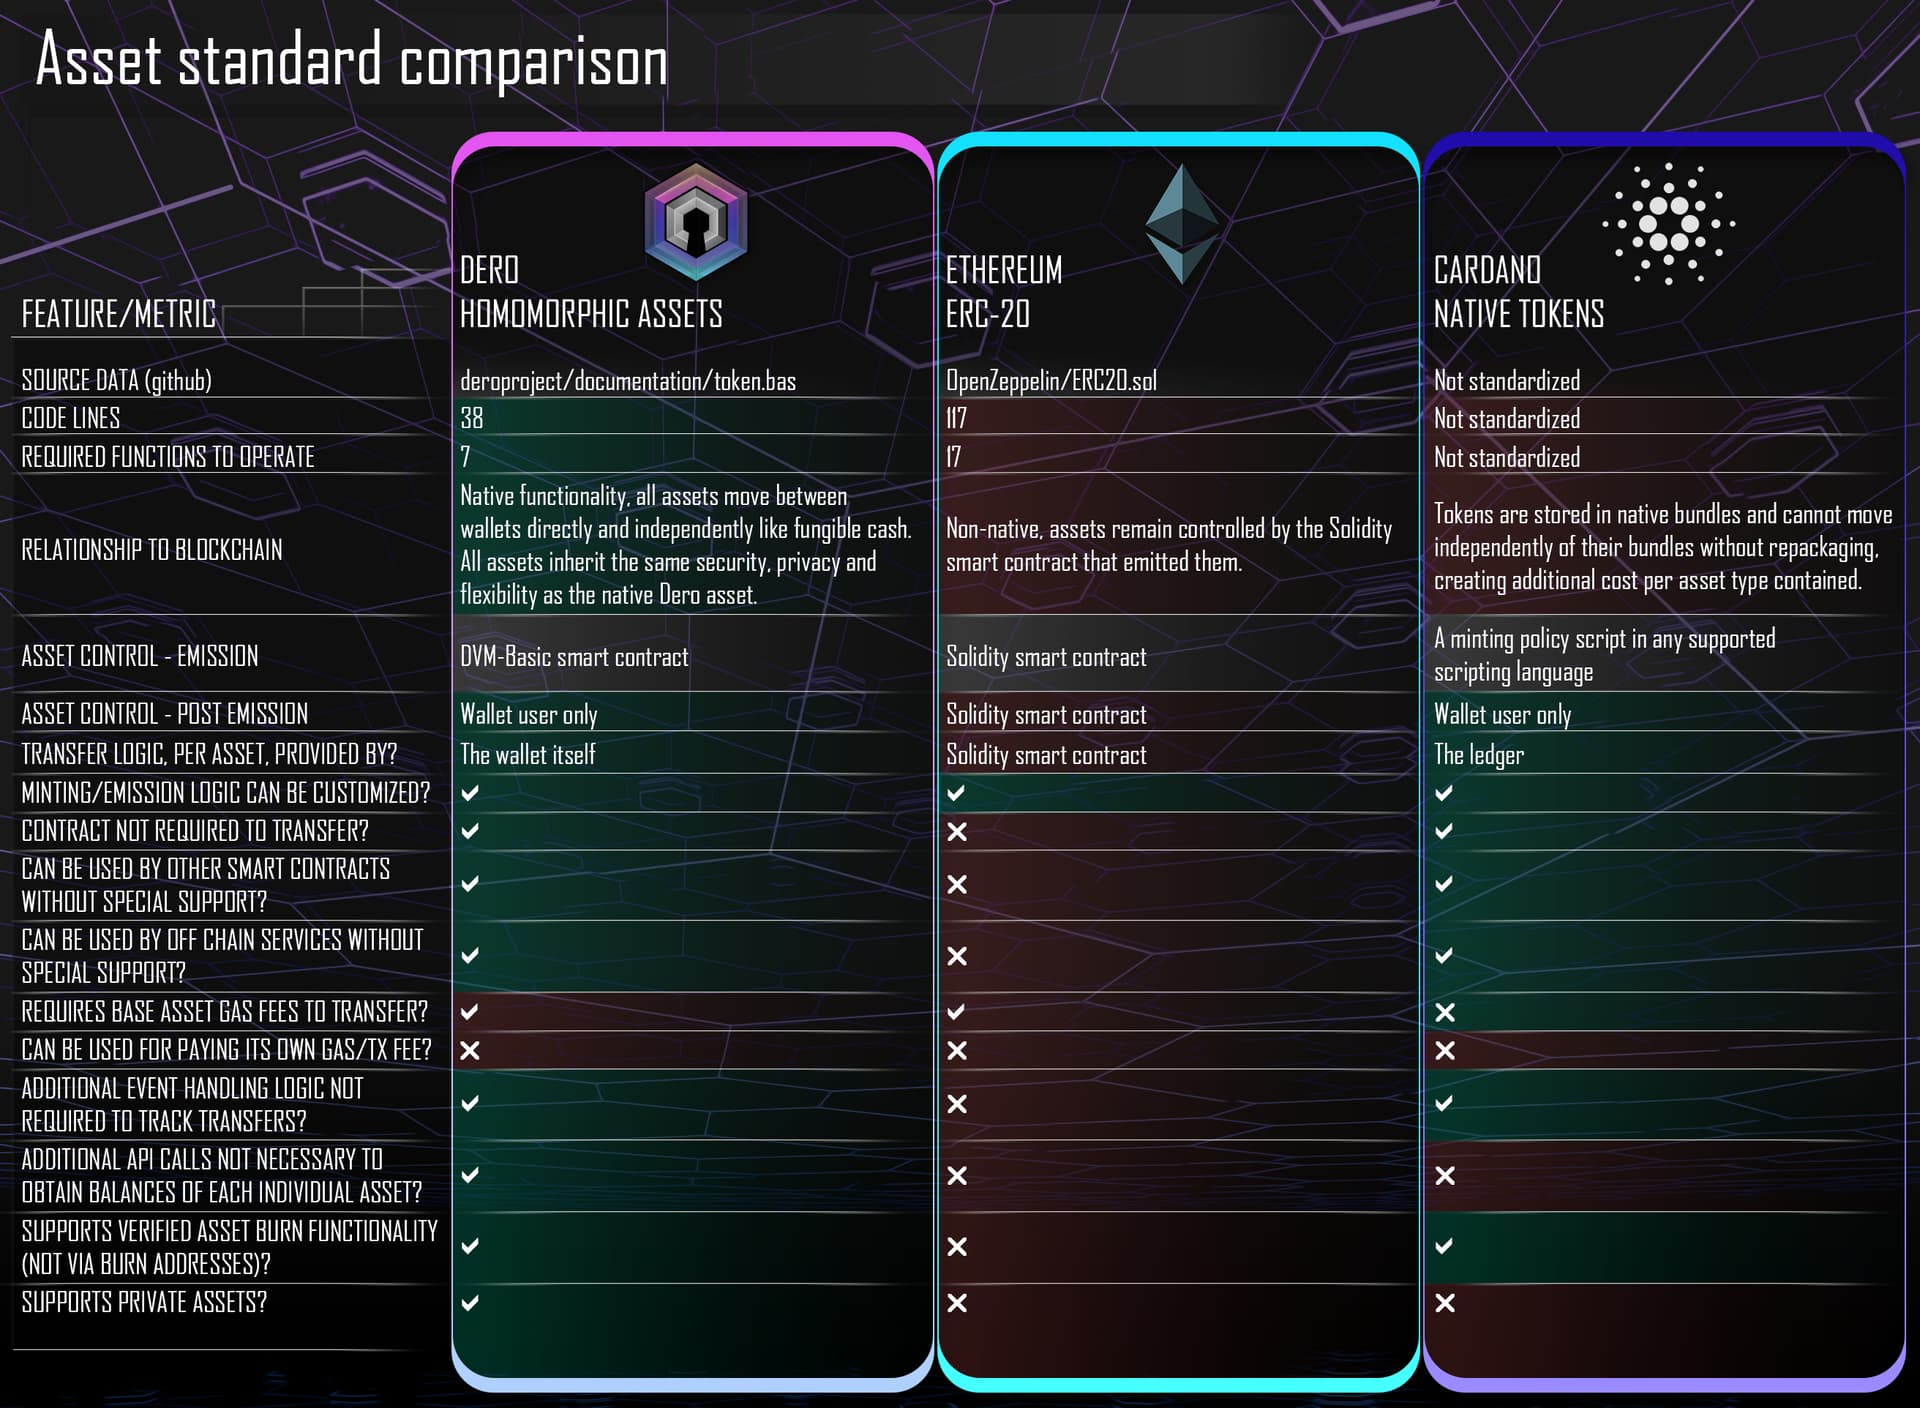 Asset standard comparison
FEATURE/METRIC
DERO
HOMOMORPHIC ASSETS
ETHEREUM
ERC-20
CARDANO
NATIVE TOKENS
SOURCE DATA (github)
deroproject/documentation/token.bas
OpenZeppelin/ERC20.sol
Not standardized
CODE LINES
38
117
Not standardized
REQUIRED FUNCTIONS TO OPERATE
7
17
Not standardized
RELATIONSHIP TO BLOCKCHAIN
Native functionality, all assets move between
wallets directly and independently like fungible cash.
All assets inherit the same security, privacy and
flexibility as the native Dero asset.
Non-native, assets remain controlled by the Solidity
smart contract that emitted them.
Tokens are stored in native bundles and cannot move
independently of their bundles without repackaging,
creating additional cost per asset type contained.
ASSET CONTROL - EMISSION
DVM-Basic smart contract
Solidity smart contract
A minting policy script in any supported
scripting language
ASSET CONTROL - POST EMISSION
Wallet user only
Solidity smart contract
Wallet user only
TRANSFER LOGIC, PER ASSET, PROVIDED BY?
The wallet itself
Solidity smart contract
The ledger
MINTING/EMISSION LOGIC CAN BE CUSTOMIZED?
CONTRACT NOT REQUIRED TO TRANSFER?
CAN BE USED BY OTHER SMART CONTRACTS
WITHOUT SPECIAL SUPPORT?
CAN BE USED BY OFF CHAIN SERVICES WITHOUT
SPECIAL SUPPORT?
REQUIRES BASE ASSET GAS FEES TO TRANSFER?
CAN BE USED FOR PAYING ITS OWN GAS/TX FEE?
ADDITIONAL EVENT HANDLING LOGIC NOT
REQUIRED TO TRACK TRANSFERS?
ADDITIONAL API CALLS NOT NECESSARY TO
OBTAIN BALANCES OF EACH INDIVIDUAL ASSET?
SUPPORTS VERIFIED ASSET BURN FUNCTIONALITY
(NOT VIA BURN ADDRESSES)?
SUPPORTS PRIVATE ASSETS?